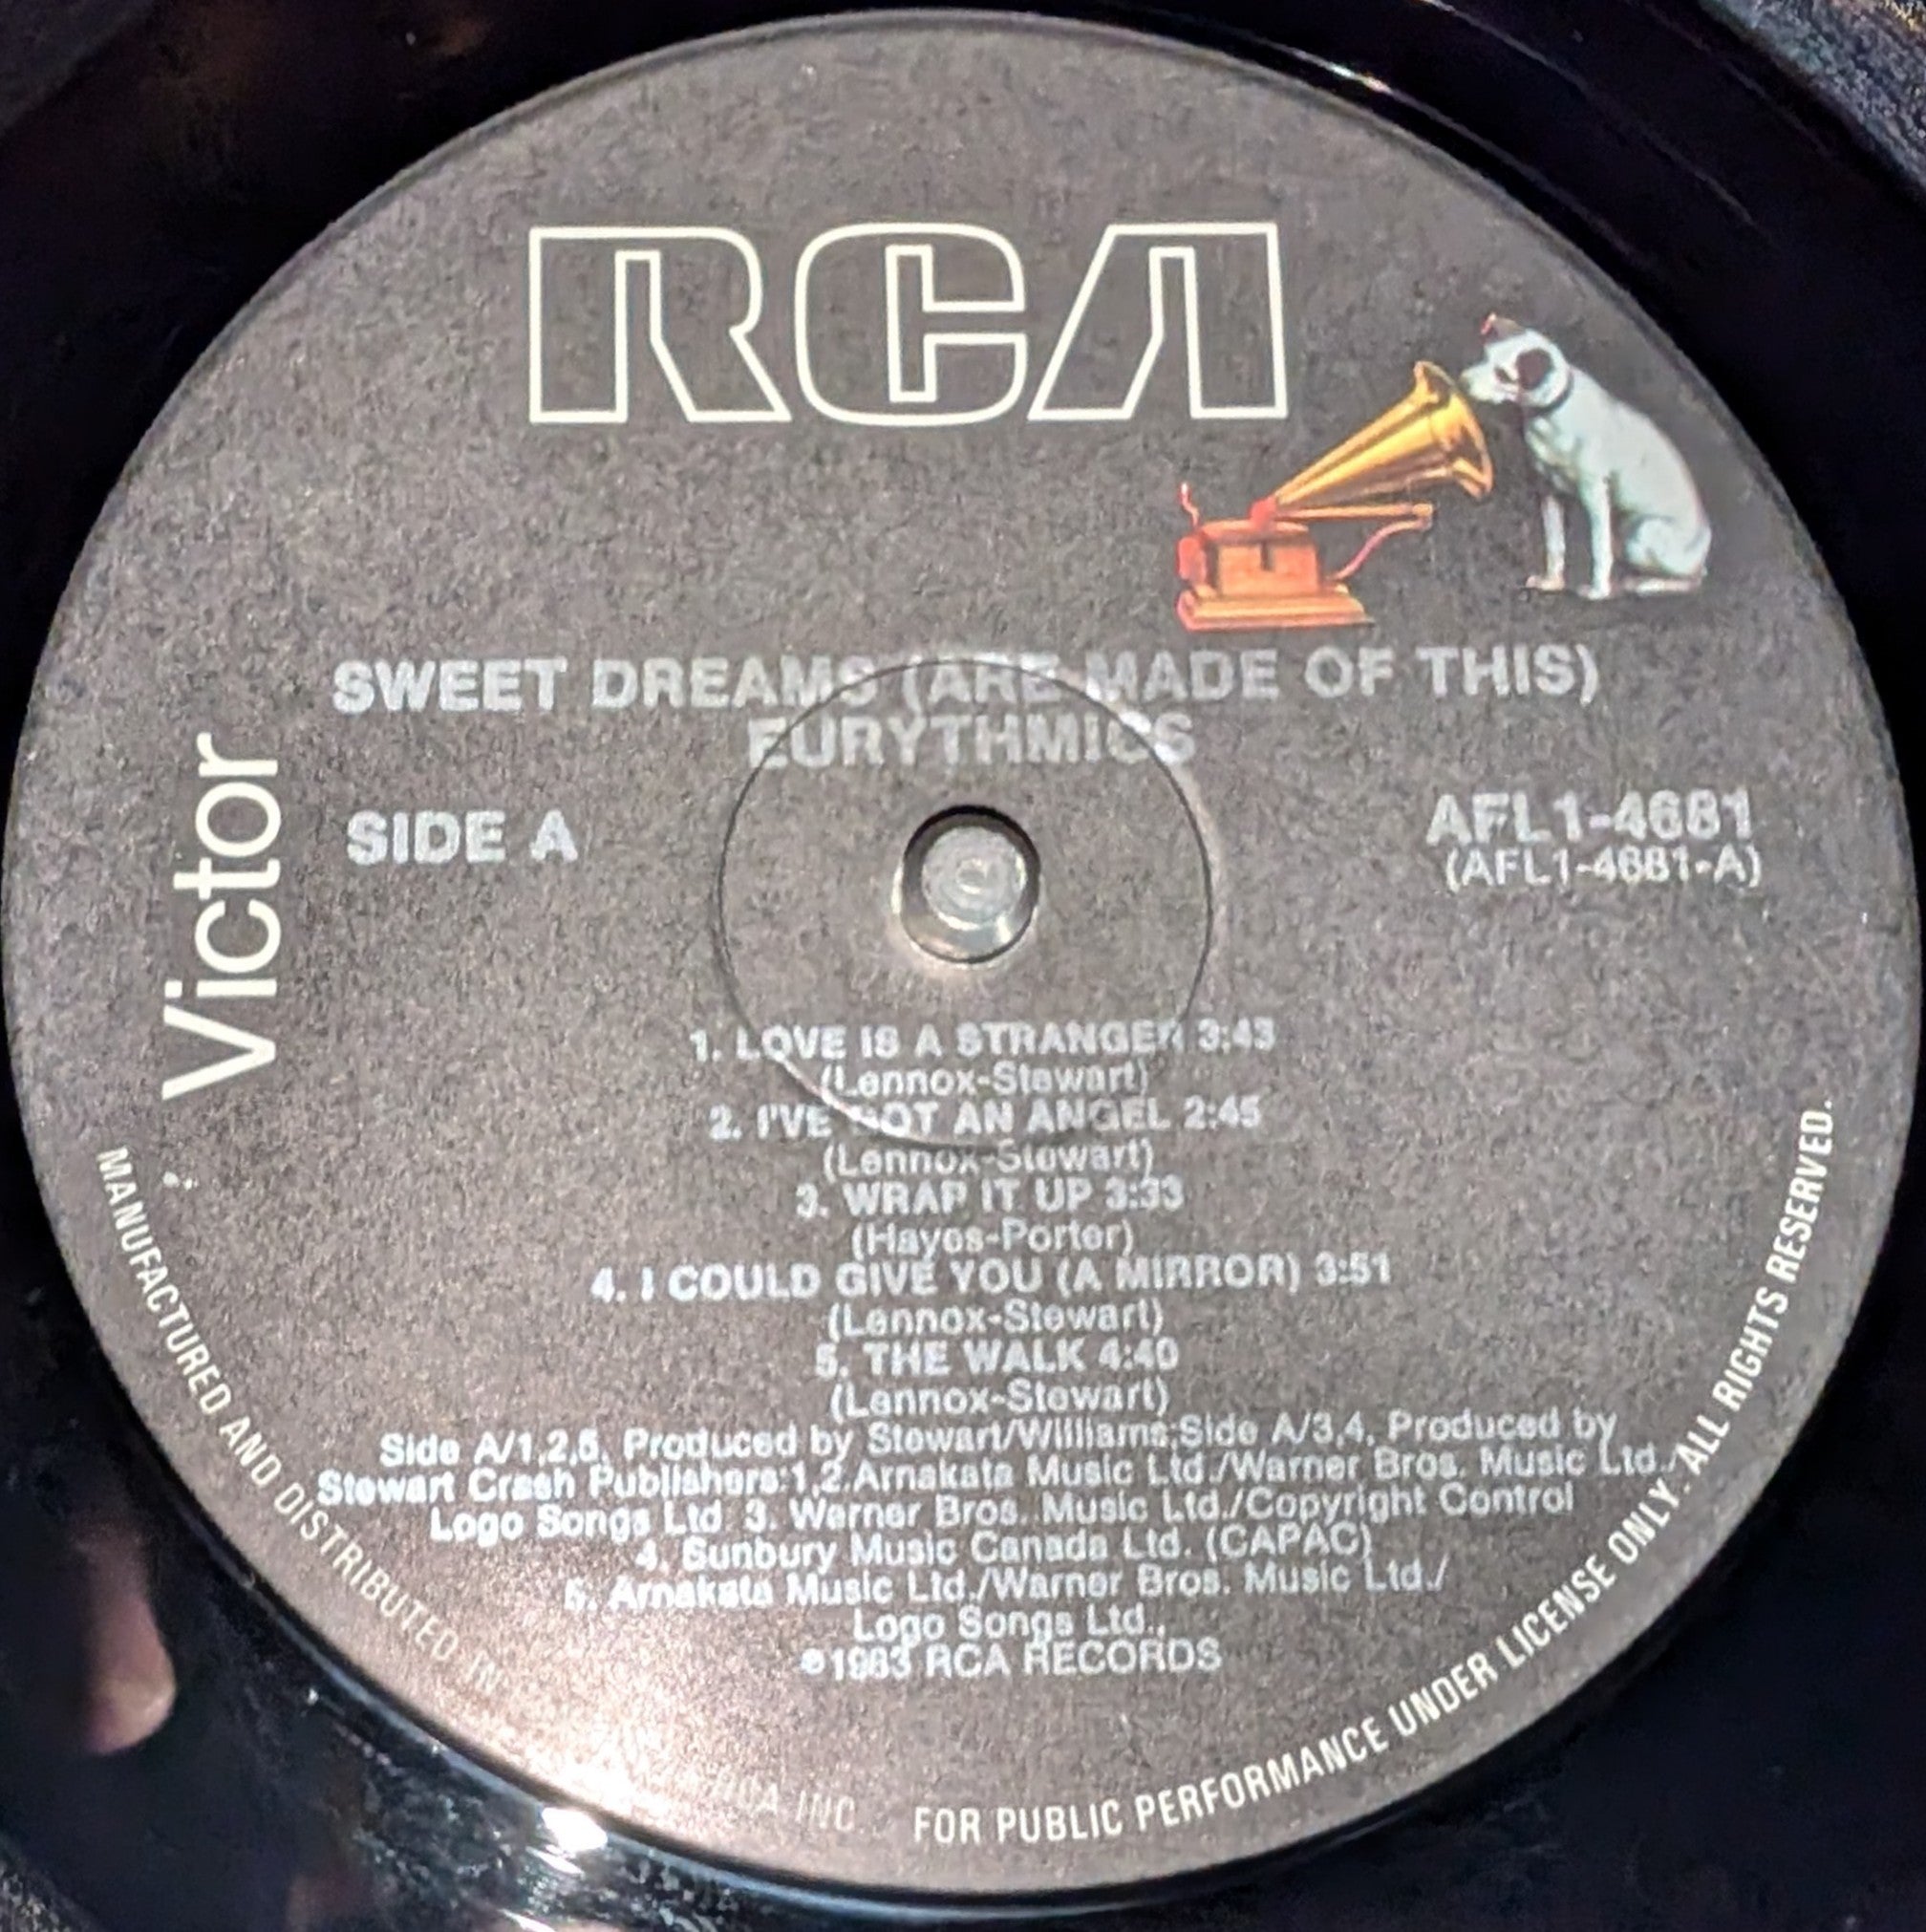 RCA
SWEET DREAMS (ARE MADE OF THIS)
EURYTHMICS
Victor
SIDE A
AFL1-4681
(AFL1-4681-A)
1. LOVE IS A STRANGER 3:43
(Lennox-Stewart)
2. I'VE GOT AN ANGEL 2:45
(Lennox-Stewart)
3. WRAP IT UP 3:33
(Hayes-Porter)
4. I COULD GIVE YOU (A MIRROR) 3:51
(Lennox-Stewart)
5. THE WALK 4:40
(Lennox-Stewart)
Side A/1,2,5, Produced by Stewart/Williams;Side A/3,4, Produced by
Stewart Crash Publishers:1,2.Arnakata Music Ltd./Warner Bros. Music Ltd./
Logo Songs Ltd 3. Warner Bros. Music Ltd./Copyright Control
4. Sunbury Music Canada Ltd. (CAPAC)
5. Arnakata Music Ltd./Warner Bros. Music Ltd./
Logo Songs Ltd.,
1983 RCA RECORDS
MANUFACTURED AND DISTRIBUTED IN RCA INC. FOR PUBLIC PERFORMANCE UNDER LICENSE ONLY. ALL RIGHTS RESERVED.